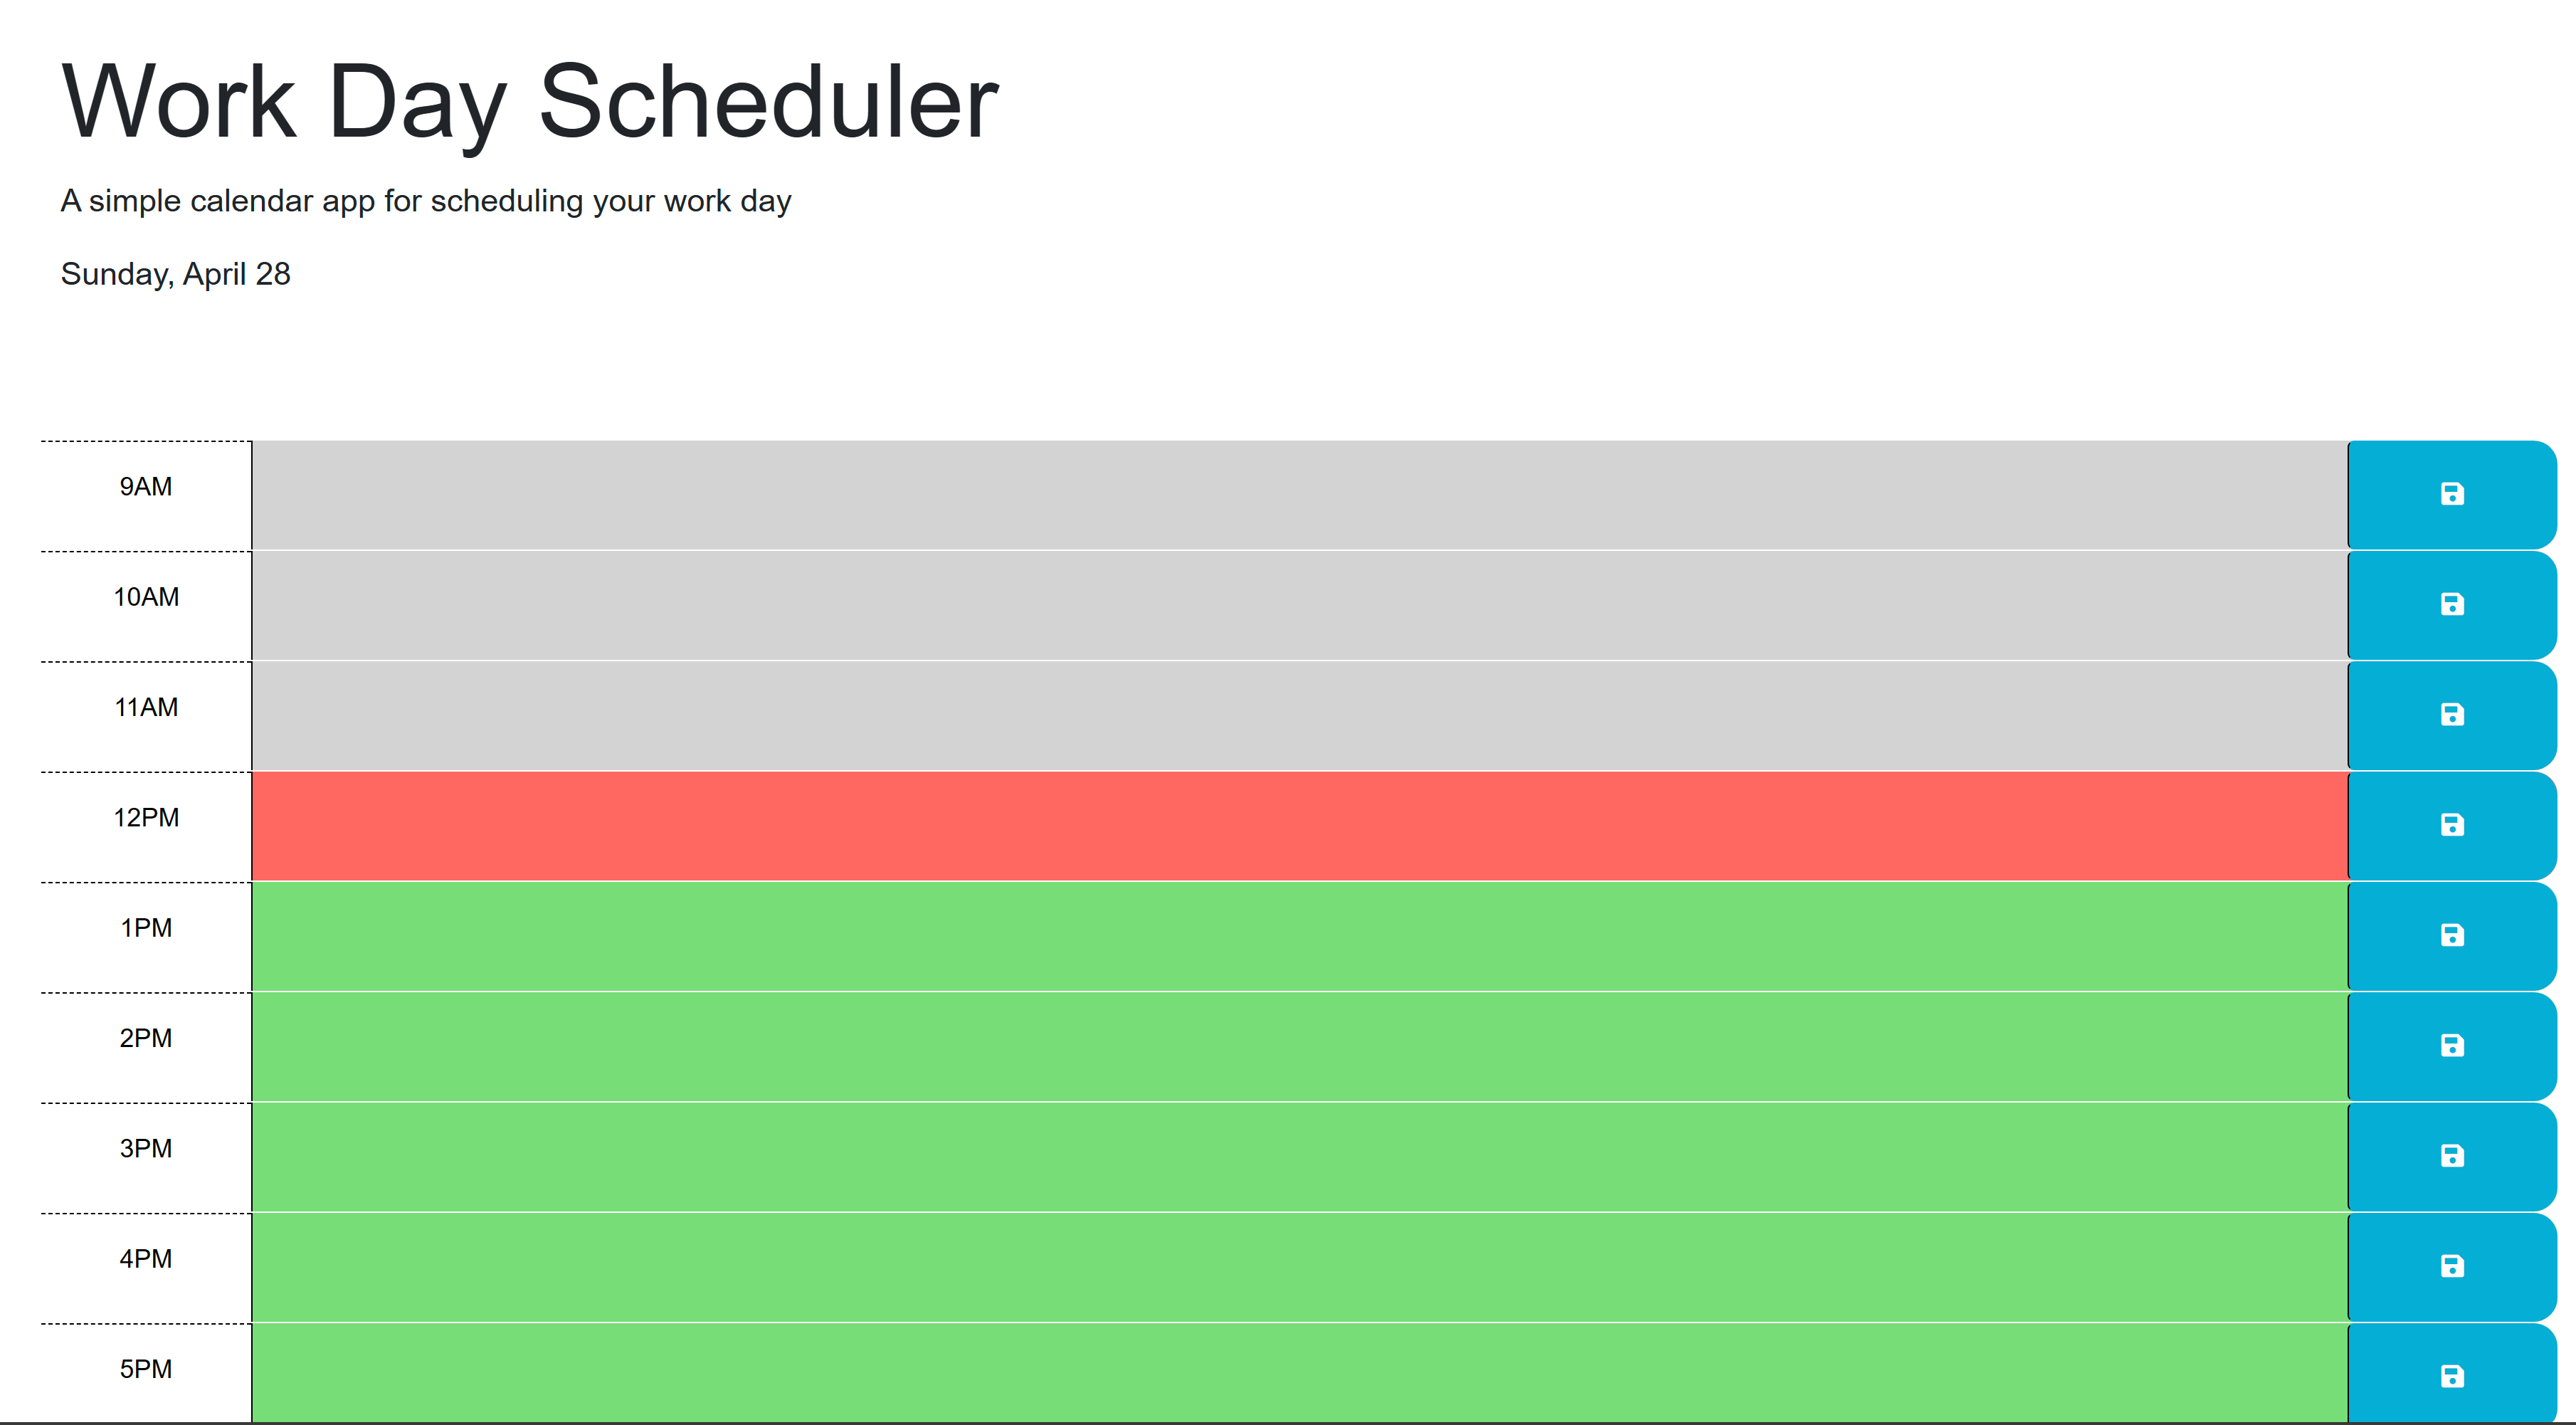 Work Day Scheduler
A simple calendar app for scheduling your work day
Sunday, April 28
9AM
10AM
11AM
12PM
1PM
2PM
3PM
4PM
5PM